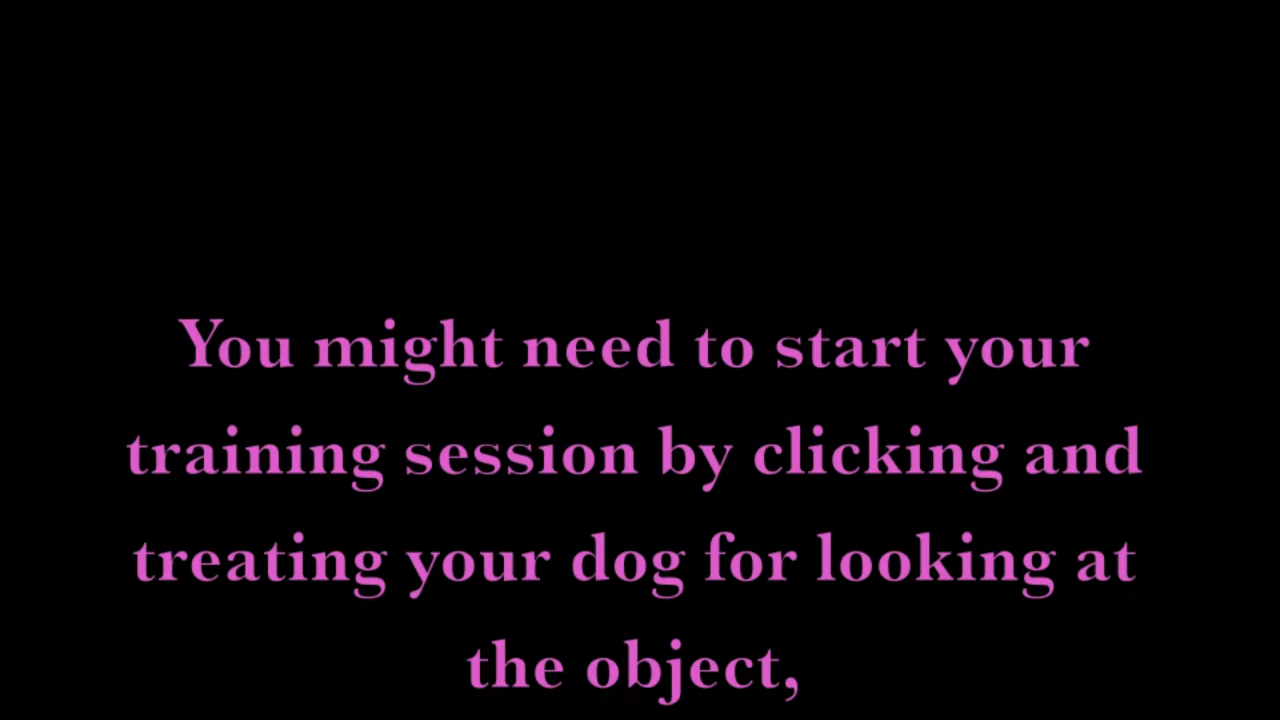 You might need to start your
training session by clicking and
treating your dog for looking at
the object,